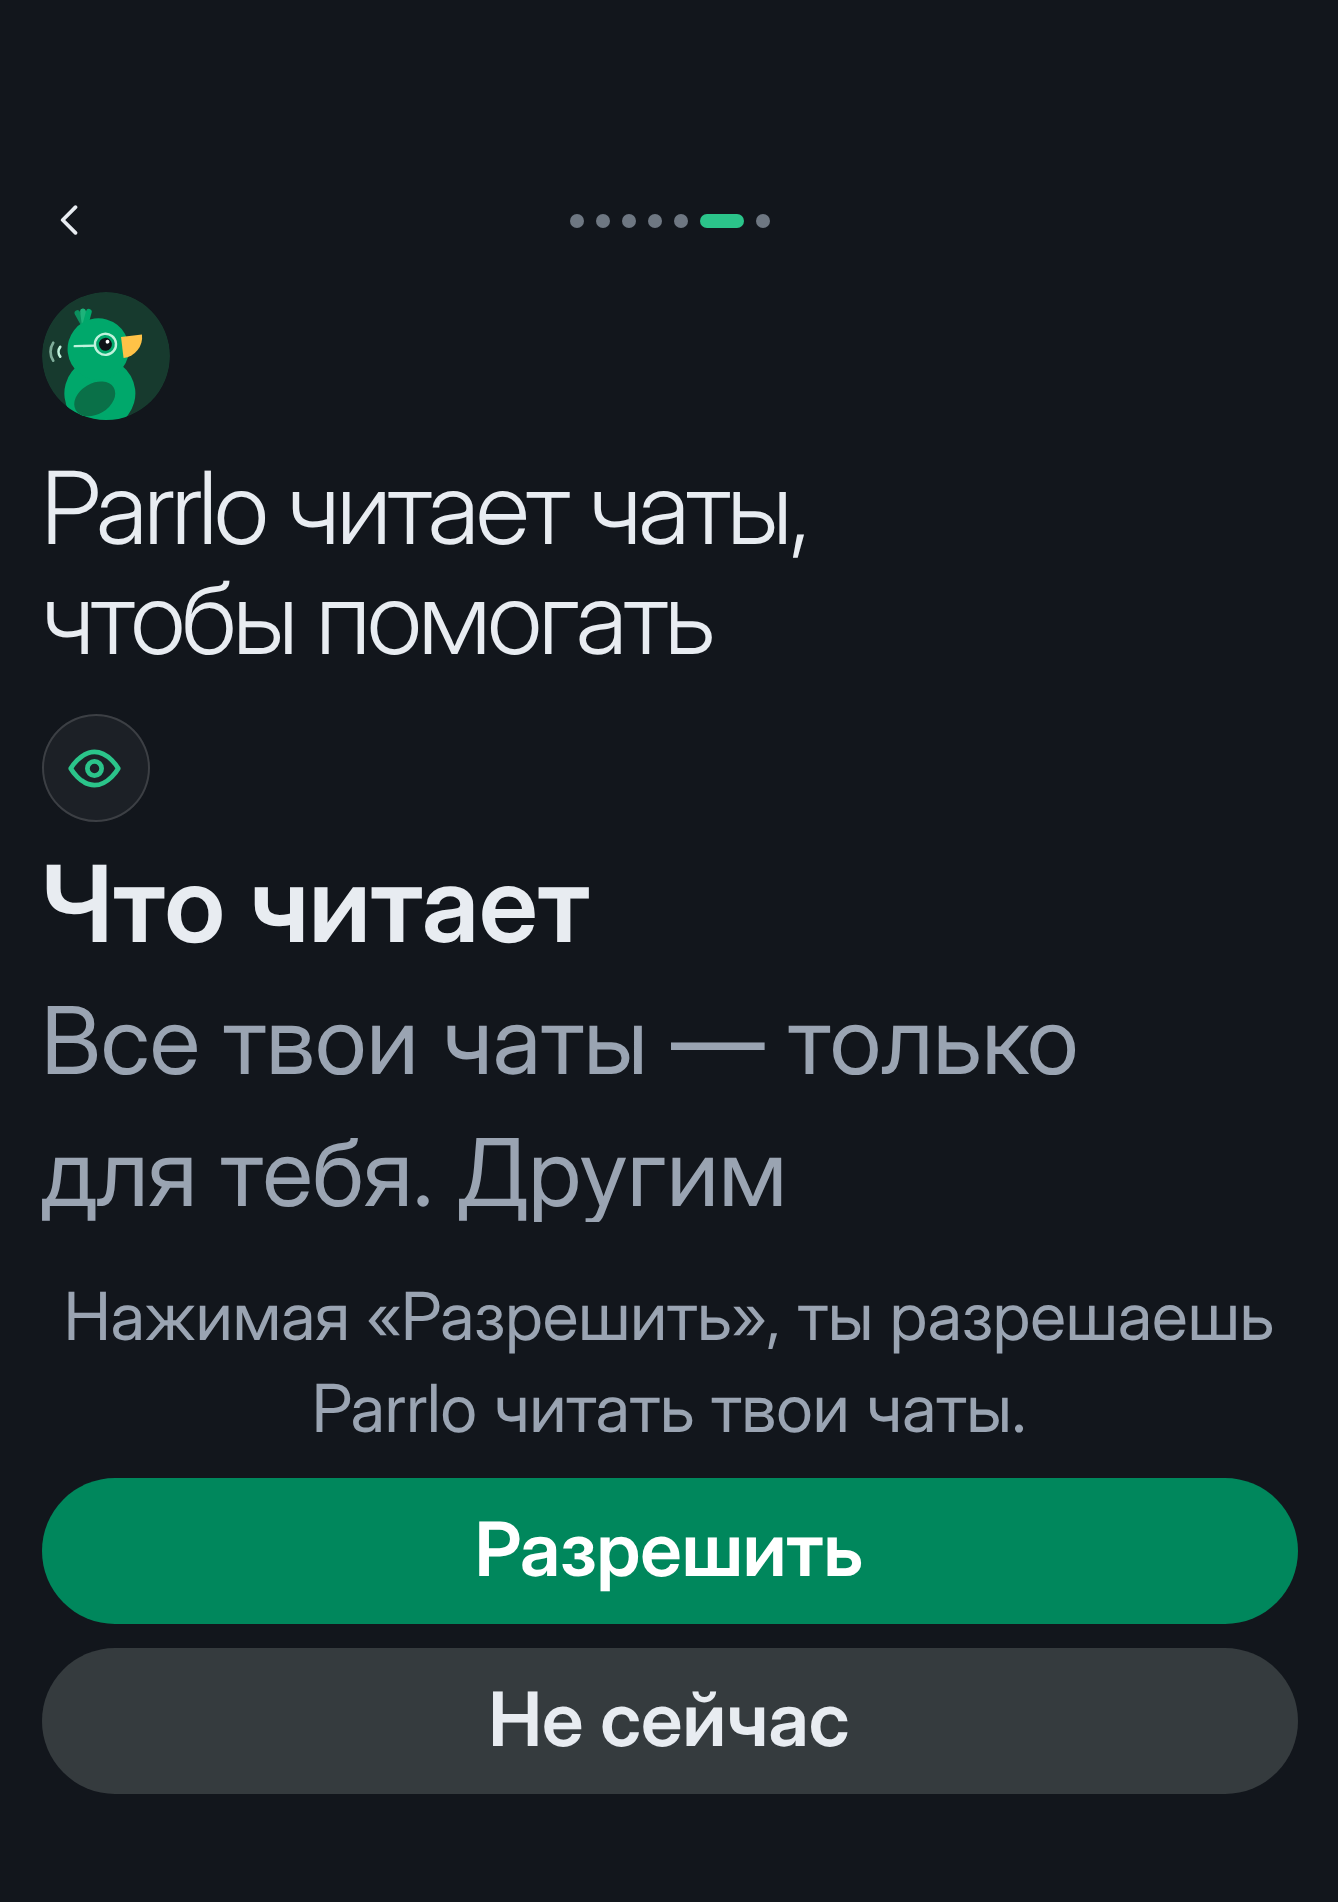 Parrlo читает чаты,
чтобы помогать
Что читает
Все твои чаты — только
для тебя. Другим
Нажимая «Разрешить», ты разрешаешь
Parrlo читать твои чаты.
Разрешить
Не сейчас